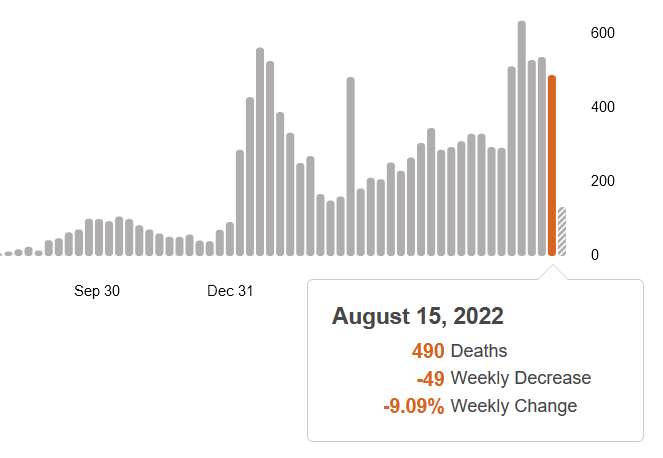 600
400
200
0
Sep 30 Dec 31
August 15, 2022
490 Deaths
-49 Weekly Decrease
-9.09% Weekly Change